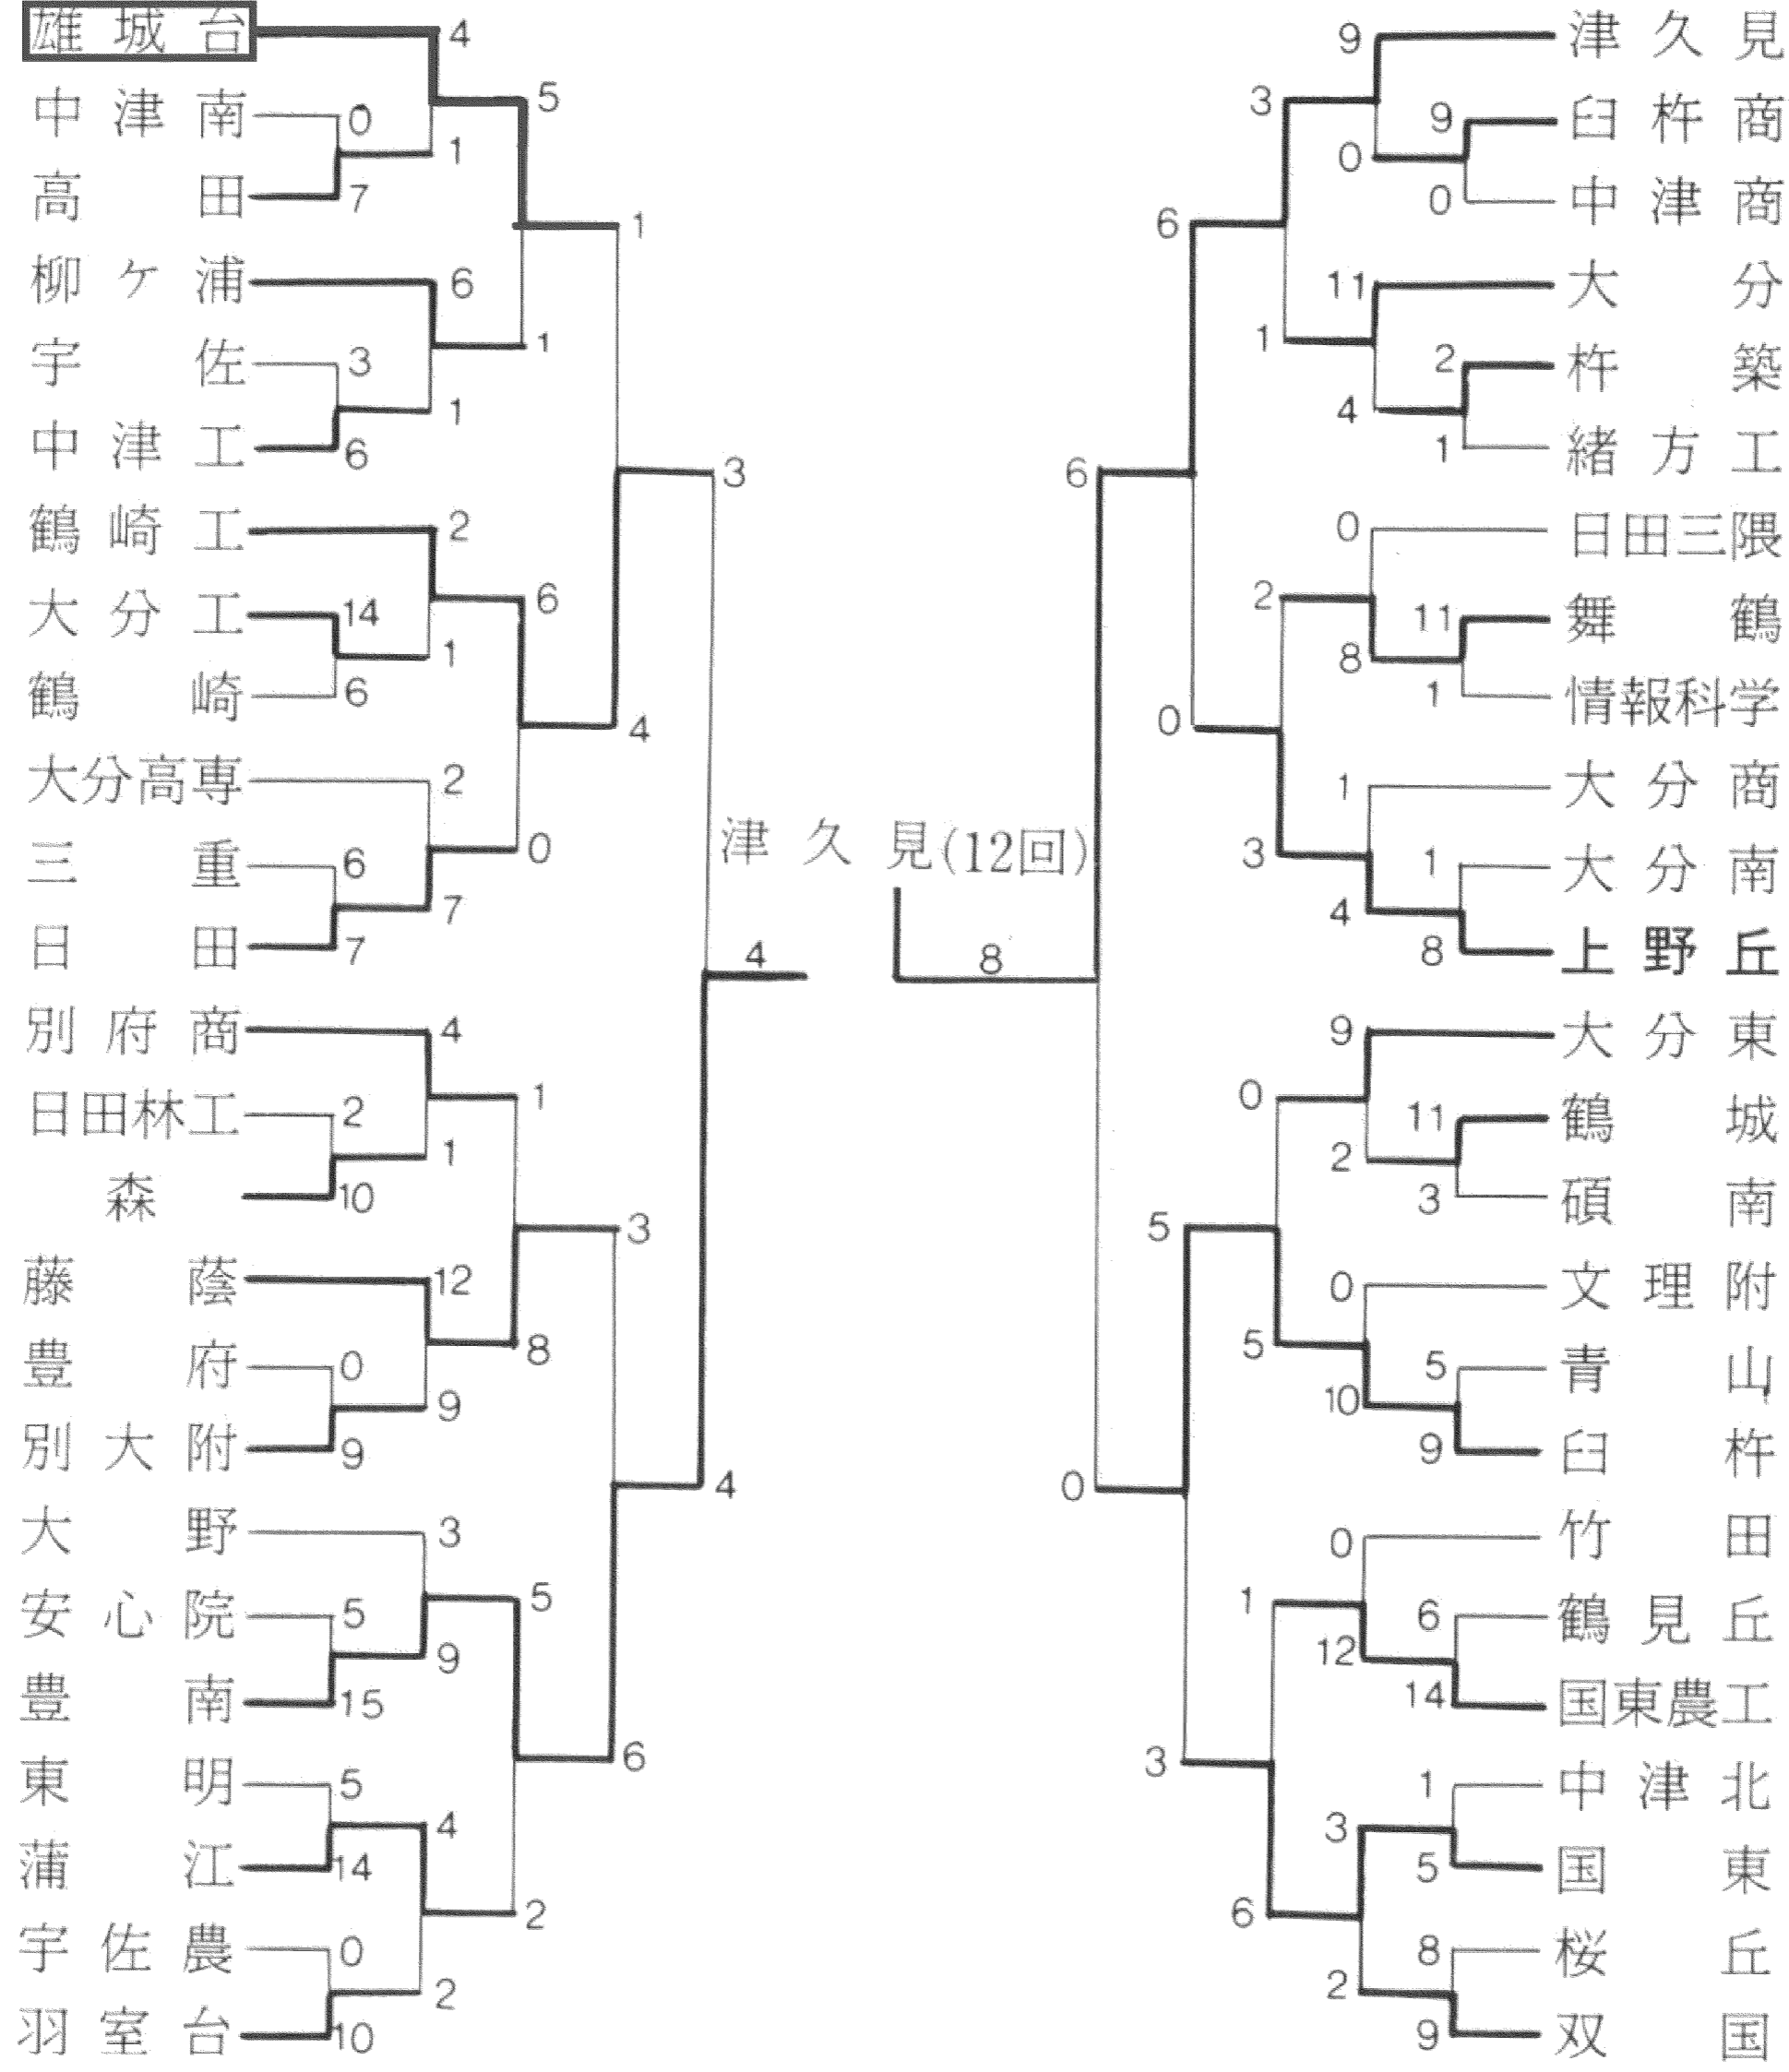 雄城台 4
5
中津南 0
1
高田 7
1
柳ケ浦 6
宇佐 3
1
1
中津工 6
3
鶴崎工 2
6
大分工 14
1
鶴崎 6
4
大分高専 2
0
三重 6
7
日田 7
4
別府商 4
1
日田林工 2
1
森 10
3
藤蔭 12
8
豊府 0
9
別大附 9
4
大野 3
5
安心院 5
9
豊南 15
6
東明 5
4
蒲江 14
2
宇佐農 0
2
羽室台 10
津久見(12回)
8
9 津久見
3
9 臼杵商
0
0 中津商
6
11 大分
1
2 杵築
4
1 緒方工
6
0 日田三隈
2
11 舞鶴
8
1 情報科学
0
1 大分商
3
1 大分南
4
8 上野丘
9 大分東
0
11 鶴城
2
3 碩南
5
0 文理附
5
5 青山
10
9 臼杵
0
0 竹田
1
6 鶴見丘
12
14 国東農工
3
1 中津北
3
5 国東
6
8 桜丘
2
9 双国